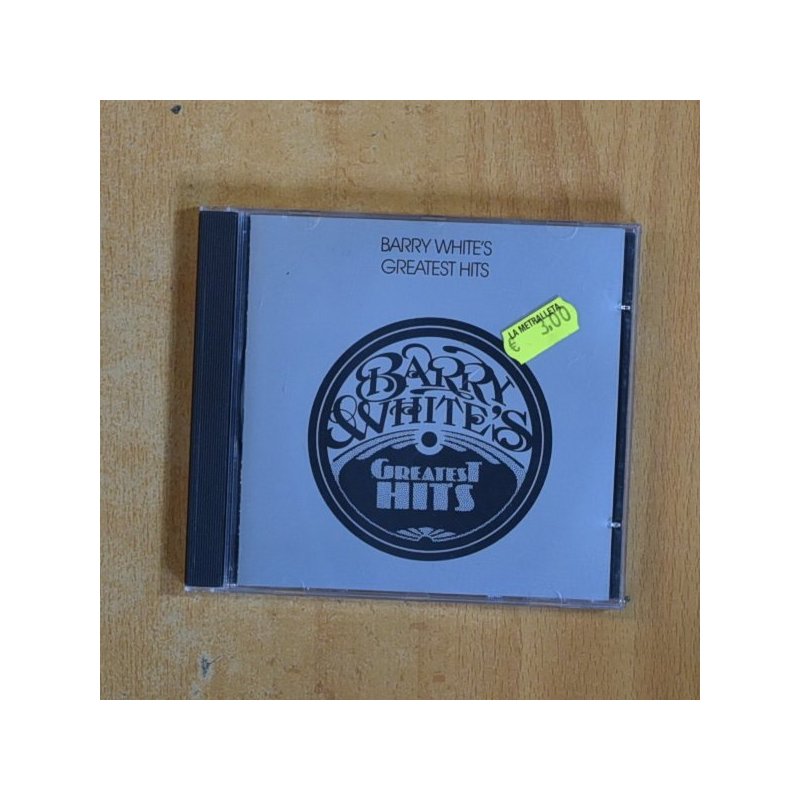 BARRY WHITE'S
GREATEST HITS
LA METRALLETA
€ 3.00
BARRY
WHITE'S
GREATEST
HITS